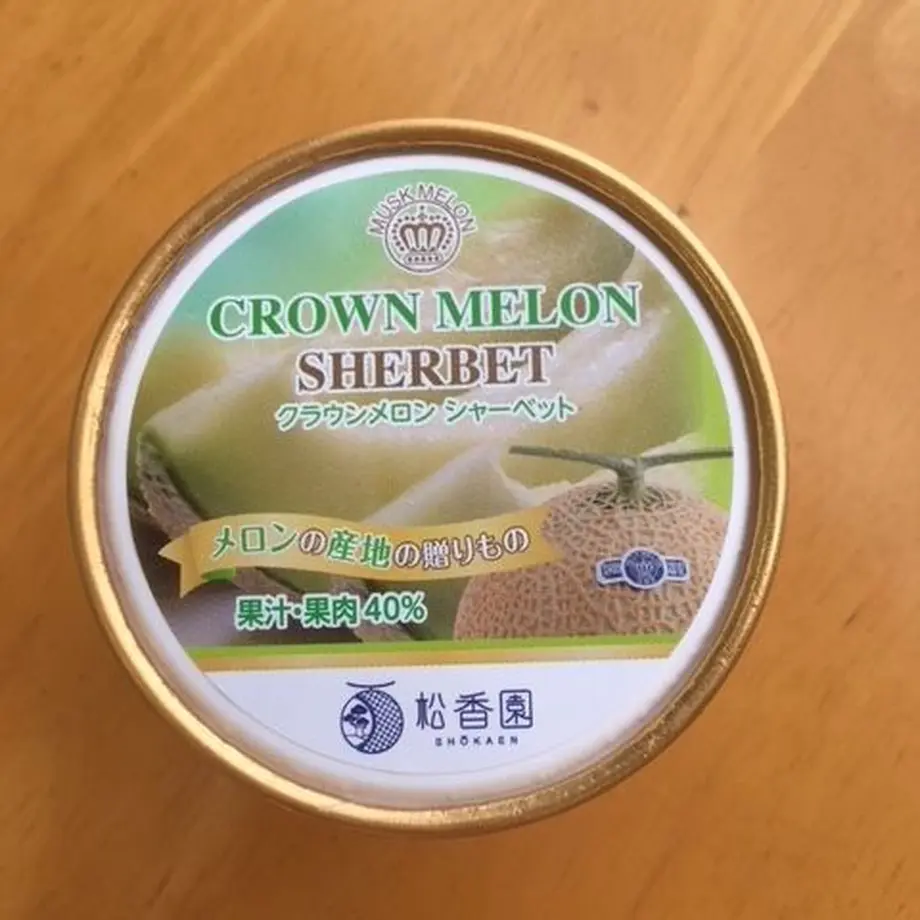 MUSK MELON
CROWN MELON
SHERBET
クラウンメロン シャーベット
メロンの産地の贈りもの
果汁・果肉40%
松香園
SHŌKAEN